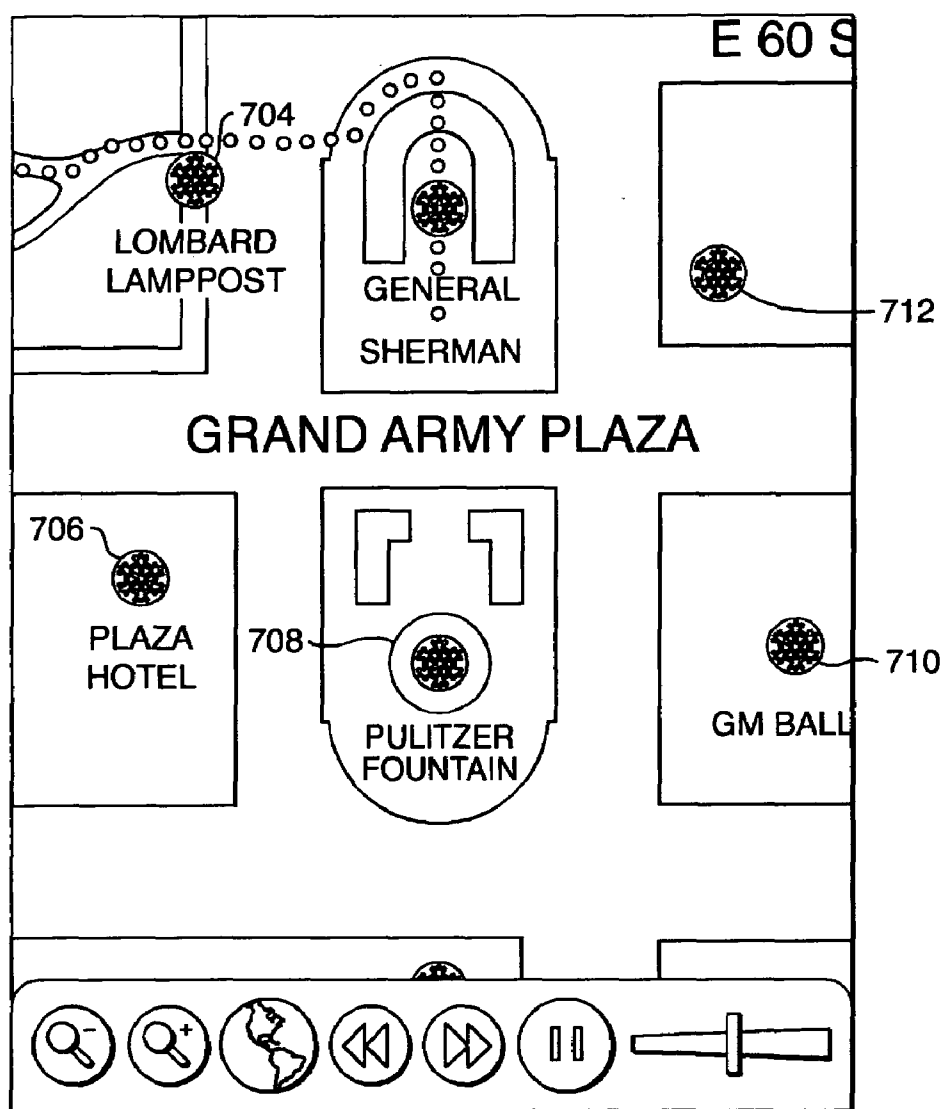 E 60 S
704
LOMBARD
LAMPPOST
GENERAL
SHERMAN
712
GRAND ARMY PLAZA
706
PLAZA
HOTEL
708
PULITZER
FOUNTAIN
710
GM BALL